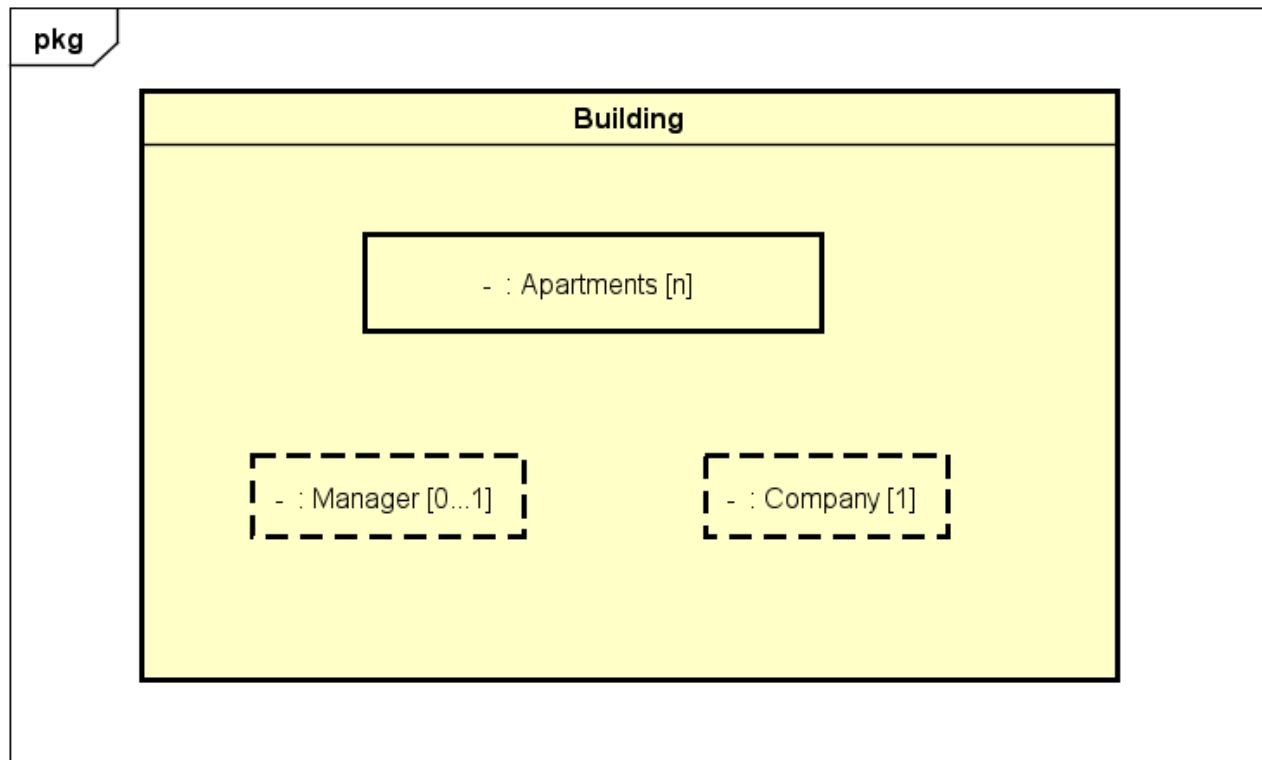 pkg
Building
- : Apartments [n]
- : Manager [0...1]
- : Company [1]